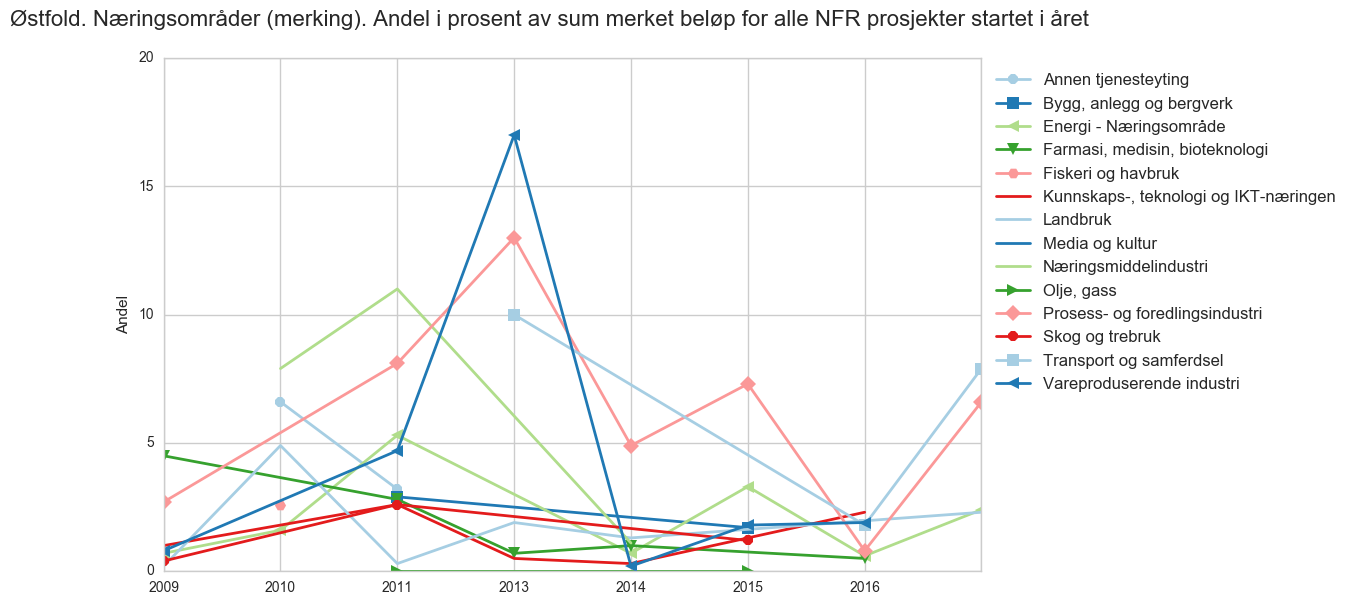 Østfold. Næringsområder (merking). Andel i prosent av sum merket beløp for alle NFR prosjekter startet i året
20
15
10
5
0
Andel
2009 2010 2011 2013 2014 2015 2016
Annen tjenesteyting
Bygg, anlegg og bergverk
Energi - Næringsområde
Farmasi, medisin, bioteknologi
Fiskeri og havbruk
Kunnskaps-, teknologi og IKT-næringen
Landbruk
Media og kultur
Næringsmiddelindustri
Olje, gass
Prosess- og foredlingsindustri
Skog og trebruk
Transport og samferdsel
Vareproduserende industri